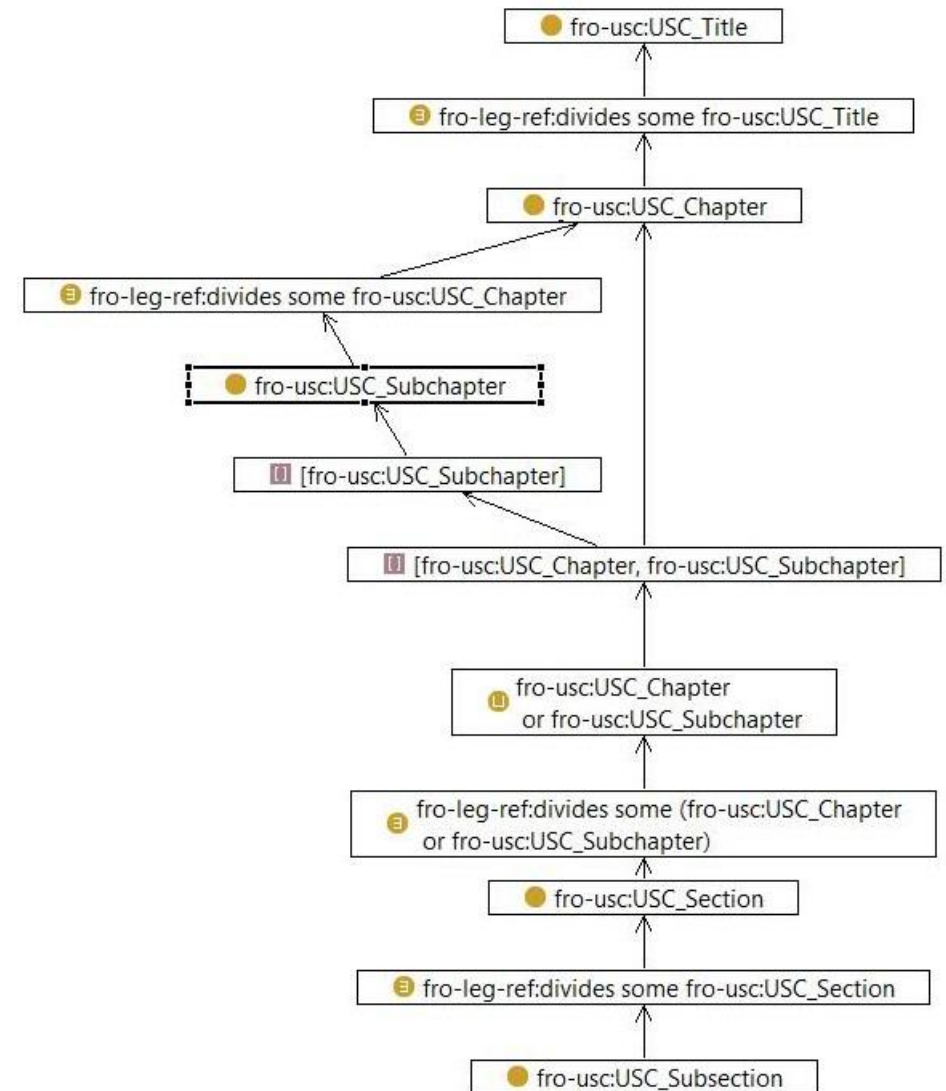 fro-usc:USC_Title
fro-leg-ref:divides some fro-usc:USC_Title
fro-usc:USC_Chapter
fro-leg-ref:divides some fro-usc:USC_Chapter
fro-usc:USC_Subchapter
[fro-usc:USC_Subchapter]
[fro-usc:USC_Chapter, fro-usc:USC_Subchapter]
fro-usc:USC_Chapter
or fro-usc:USC_Subchapter
fro-leg-ref:divides some (fro-usc:USC_Chapter
or fro-usc:USC_Subchapter)
fro-usc:USC_Section
fro-leg-ref:divides some fro-usc:USC_Section
fro-usc:USC_Subsection